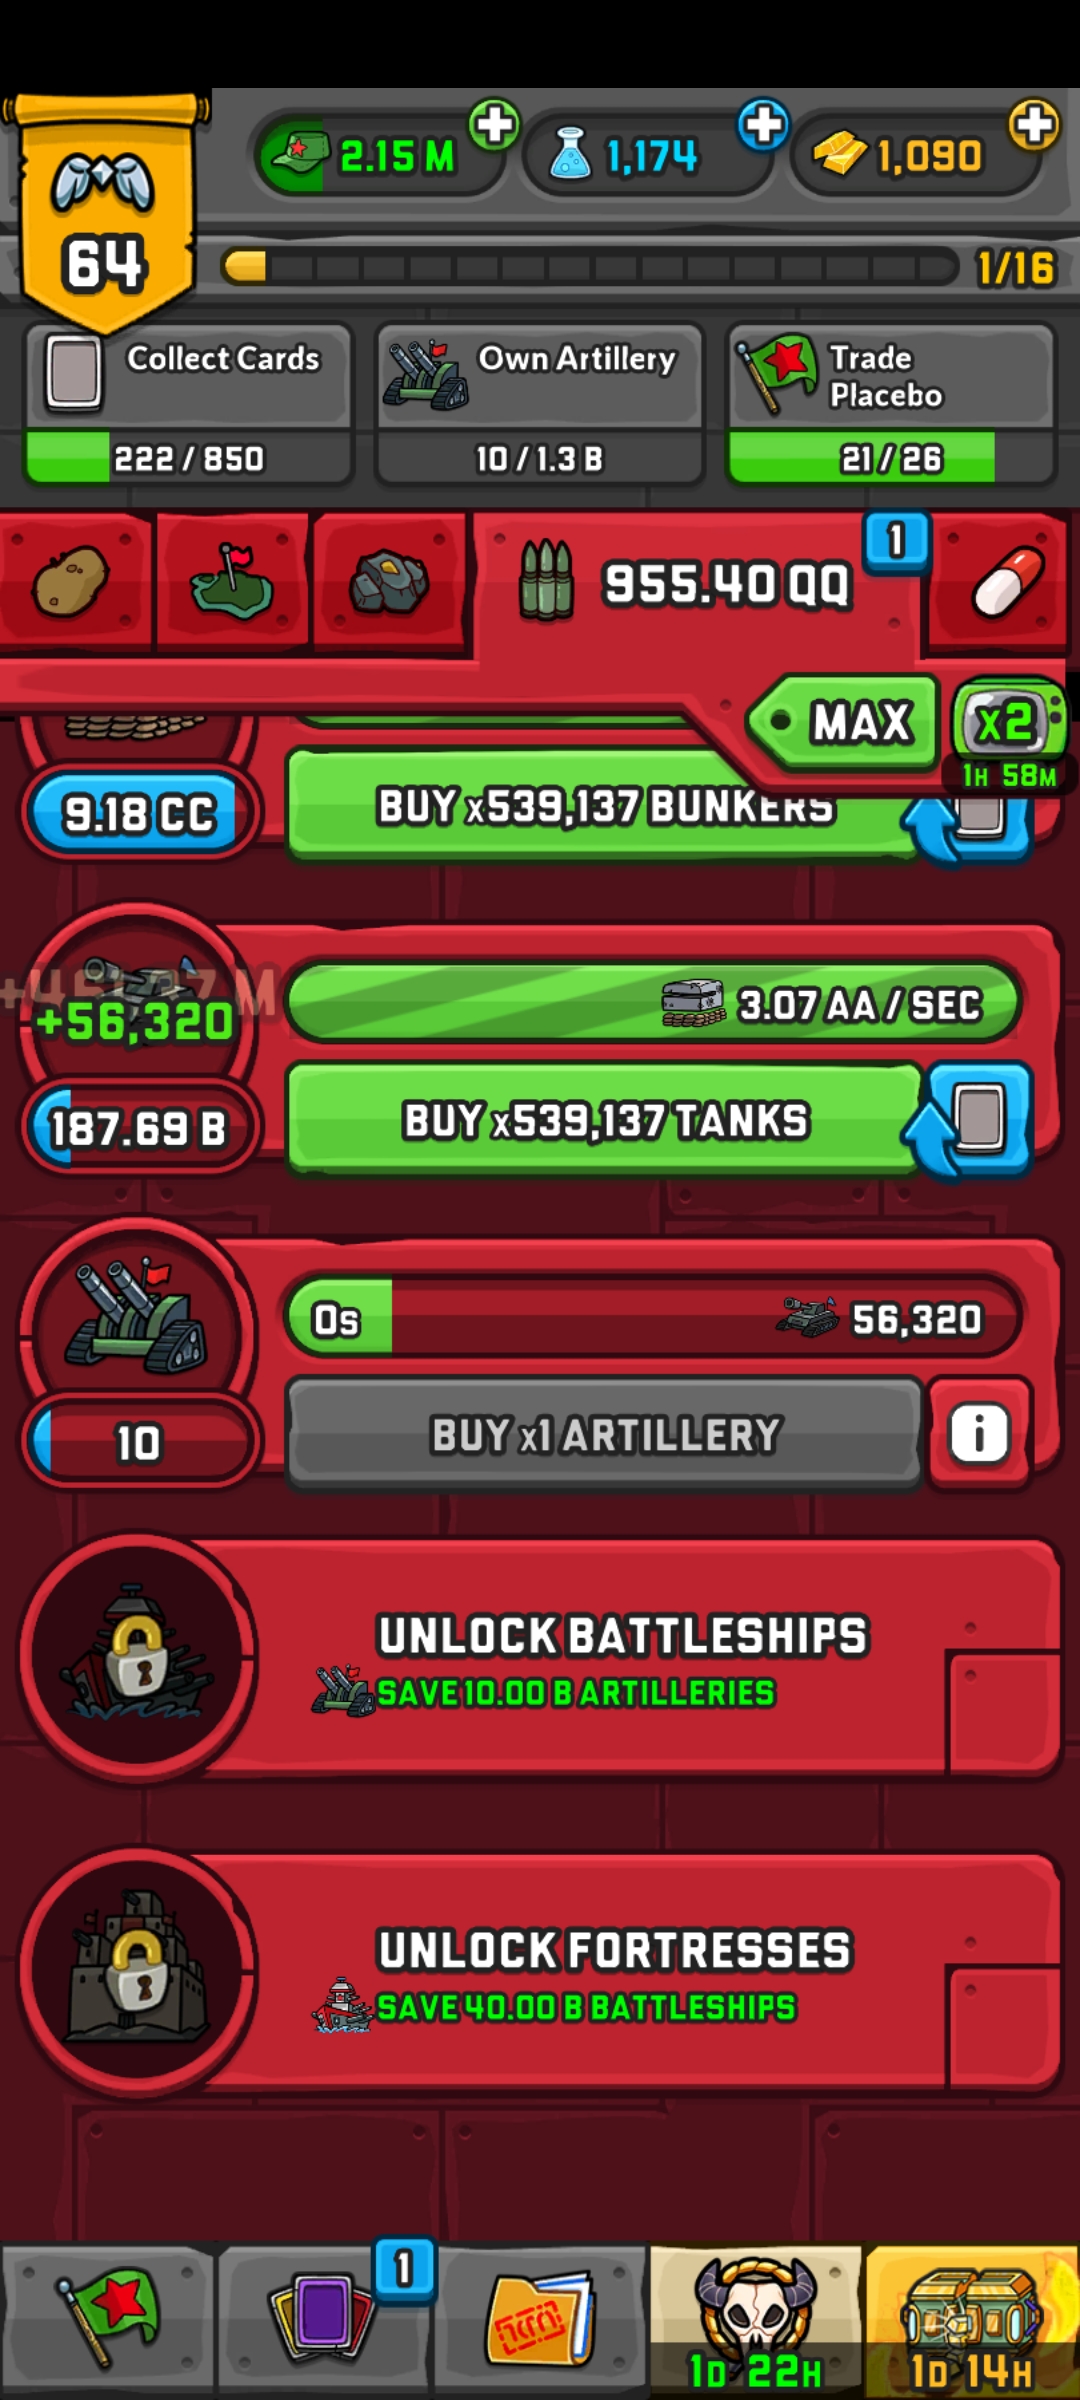 2.15 M
1,174
1,090
64
1/16
Collect Cards
222 / 850
Own Artillery
10 / 1.3 B
Trade
Placebo
21 / 26
955.40 QQ
1
MAX
x2
1H 58M
9.18 CC
BUY x539,137 BUNKERS
+56,320
3.07 AA / SEC
187.69 B
BUY x539,137 TANKS
0s
56,320
10
BUY x1 ARTILLERY
i
UNLOCK BATTLESHIPS
SAVE 10.00 B ARTILLERIES
UNLOCK FORTRESSES
SAVE 40.00 B BATTLESHIPS
1
1D 22H
1D 14H